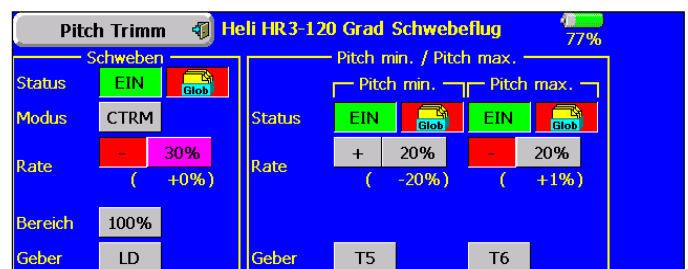 Pitch Trimm Heli HR3-120 Grad Schwebeflug 77%
Schweben
Status EIN Glob
Modus CTRM
Rate - 30%
( +0%)
Bereich 100%
Geber LD
Pitch min. / Pitch max.
Pitch min. Pitch max.
Status EIN Glob EIN Glob
Rate + 20% - 20%
( -20%) ( +1%)
Geber T5 T6